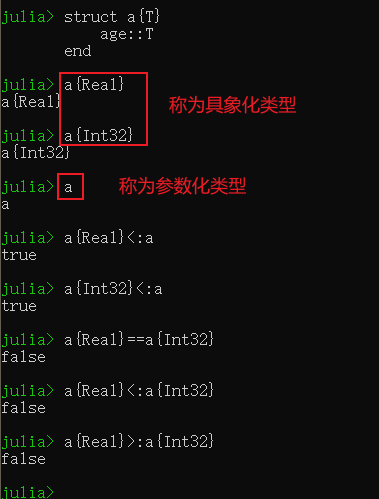 julia> struct a{T}
           age::T
       end
julia> a{Real}
a{Real}
称为具象化类型
julia> a{Int32}
a{Int32}
julia> a
称为参数化类型
a
julia> a{Real}<:a
true
julia> a{Int32}<:a
true
julia> a{Real}==a{Int32}
false
julia> a{Real}<:a{Int32}
false
julia> a{Real}>:a{Int32}
false
julia>